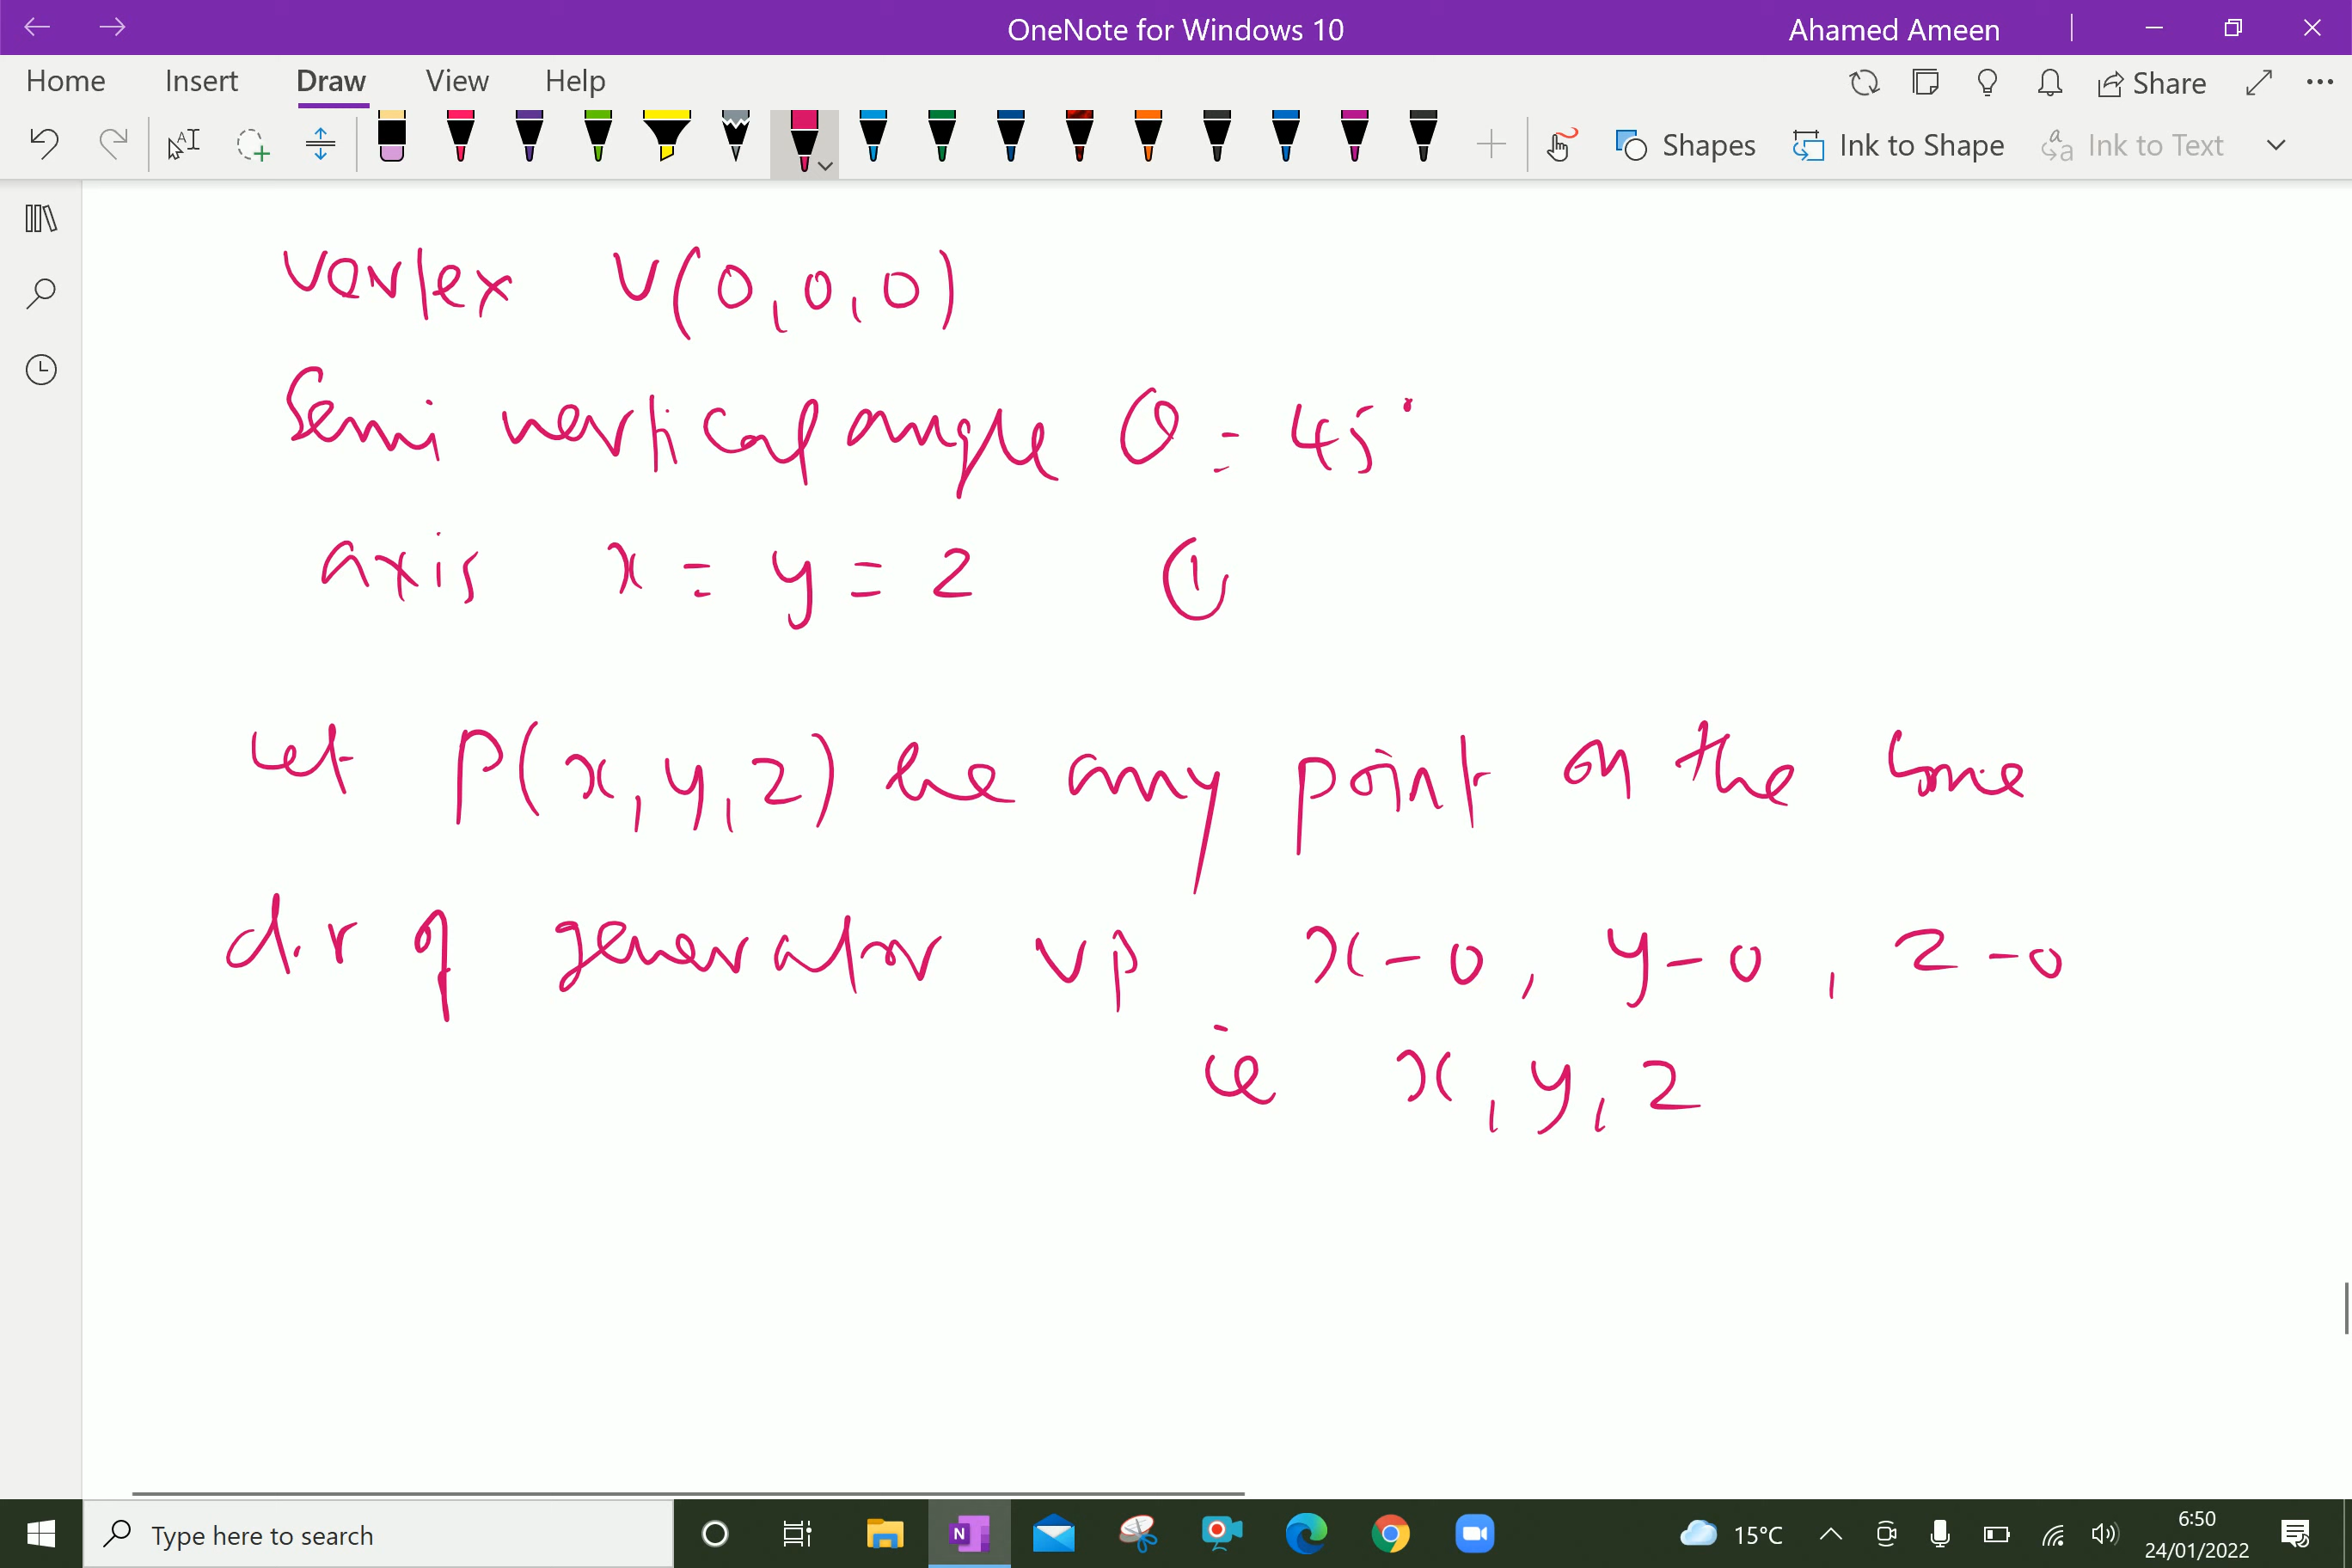 OneNote for Windows 10
Ahamed Ameen
Home Insert Draw View Help
Share
Shapes
Ink to Shape
Ink to Text
vertex V(0,0,0)
Semi vertical angle θ = 45°
axis x = y = z ①
let P(x,y,z) be any point on the cone
d.r of generator vp x-0, y-0, z-0
ie x, y, z
Type here to search
15°C
6:50
24/01/2022